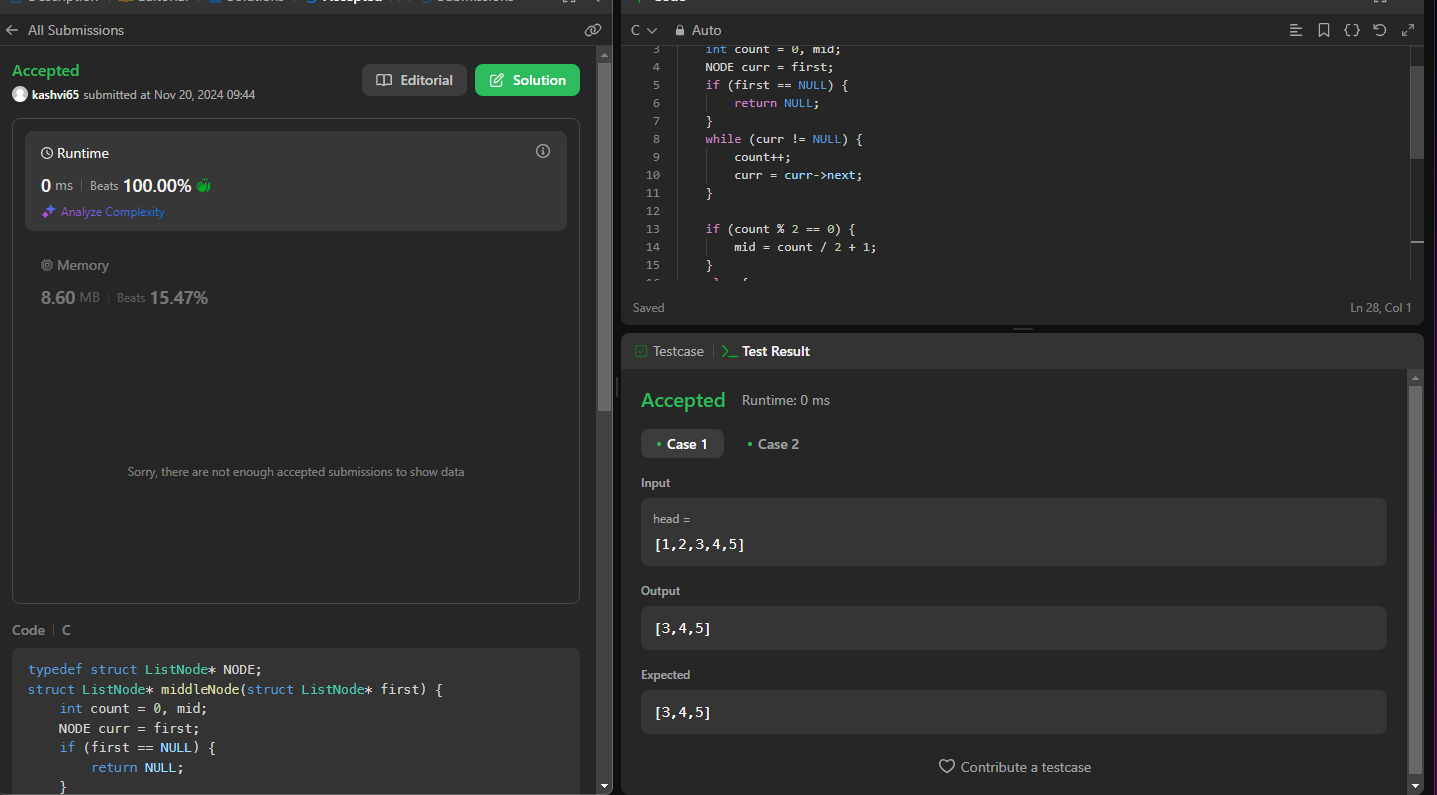 Description Editorial Solutions Accepted Submissions
All Submissions
Accepted
kashvi65 submitted at Nov 20, 2024 09:44
Editorial
Solution
Runtime
0 ms | Beats 100.00%
Analyze Complexity
Memory
8.60 MB | Beats 15.47%
Sorry, there are not enough accepted submissions to show data
Code | C
typedef struct ListNode* NODE;
struct ListNode* middleNode(struct ListNode* first) {
    int count = 0, mid;
    NODE curr = first;
    if (first == NULL) {
        return NULL;
    }
Code
C Auto
3 int count = 0, mid;
4 NODE curr = first;
5 if (first == NULL) {
6     return NULL;
7 }
8 while (curr != NULL) {
9     count++;
10     curr = curr->next;
11 }
12
13 if (count % 2 == 0) {
14     mid = count / 2 + 1;
15 }
Saved
Ln 28, Col 1
Testcase | Test Result
Accepted Runtime: 0 ms
Case 1 Case 2
Input
head =
[1,2,3,4,5]
Output
[3,4,5]
Expected
[3,4,5]
Contribute a testcase